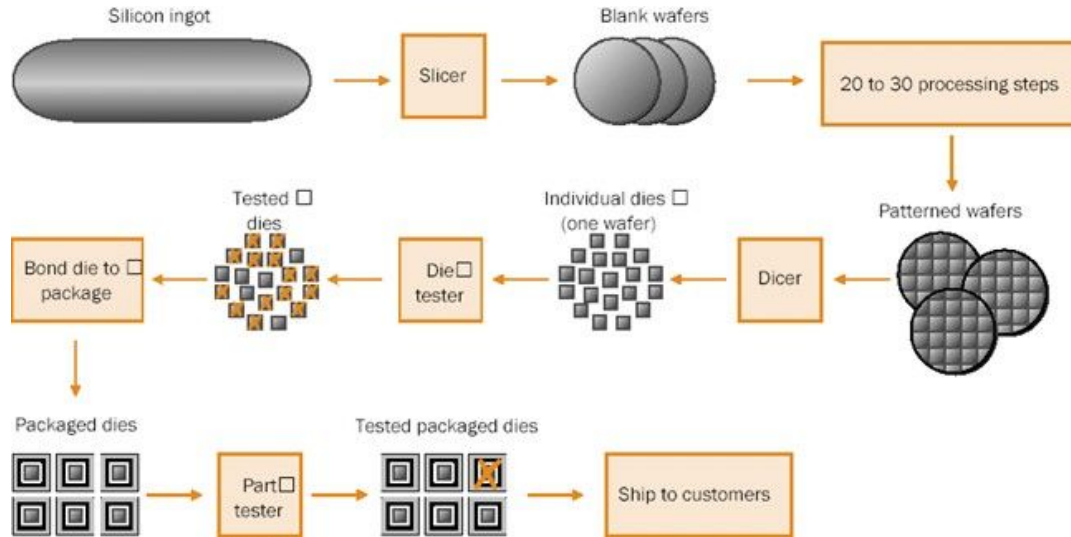 Silicon ingot
Blank wafers
Slicer
20 to 30 processing steps
Tested □
dies
Individual dies □
(one wafer)
Patterned wafers
Bond die to □
package
Die□
tester
Dicer
Packaged dies
Tested packaged dies
Part□
tester
Ship to customers